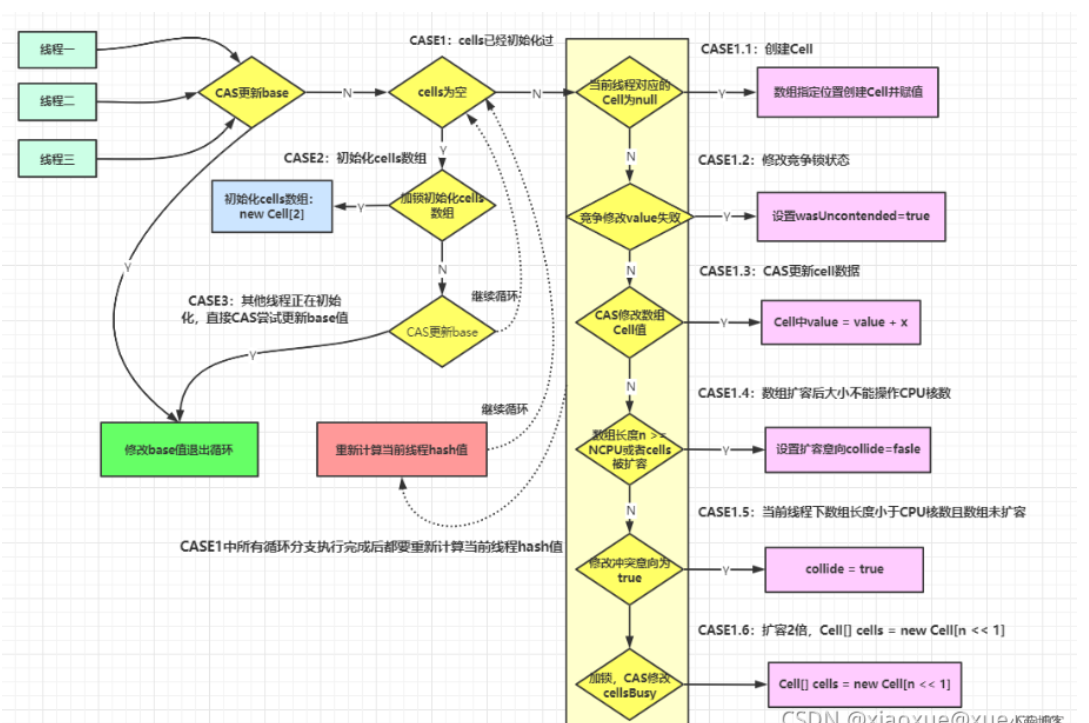 线程一
线程二
线程三
CAS更新base
N
Y
cells为空
N
Y
CASE1：cells已经初始化过
CASE2：初始化cells数组
初始化cells数组：
new Cell[2]
加锁初始化cells
数组
Y
N
CASE3：其他线程正在初始
化，直接CAS尝试更新base值
CAS更新base
Y
继续循环
修改base值退出循环
重新计算当前线程hash值
继续循环
CASE1中所有循环分支执行完成后都要重新计算当前线程hash值
当前线程对应的
Cell为null
Y
N
CASE1.1：创建Cell
数组指定位置创建Cell并赋值
竞争修改value失败
Y
N
CASE1.2：修改竞争锁状态
设置wasUncontended=true
CAS修改数组
Cell值
Y
N
CASE1.3：CAS更新cell数据
Cell中value = value + x
数组长度n >=
NCPU或者cells
被扩容
Y
N
CASE1.4：数组扩容后大小不能操作CPU核数
设置扩容意向collide=fasle
修改冲突意向为
true
Y
CASE1.5：当前线程下数组长度小于CPU核数且数组未扩容
collide = true
加锁，CAS修改
cellsBusy
CASE1.6：扩容2倍，Cell[] cells = new Cell[n << 1]
Cell[] cells = new Cell[n << 1]
CSDN @xiaoxue@xue